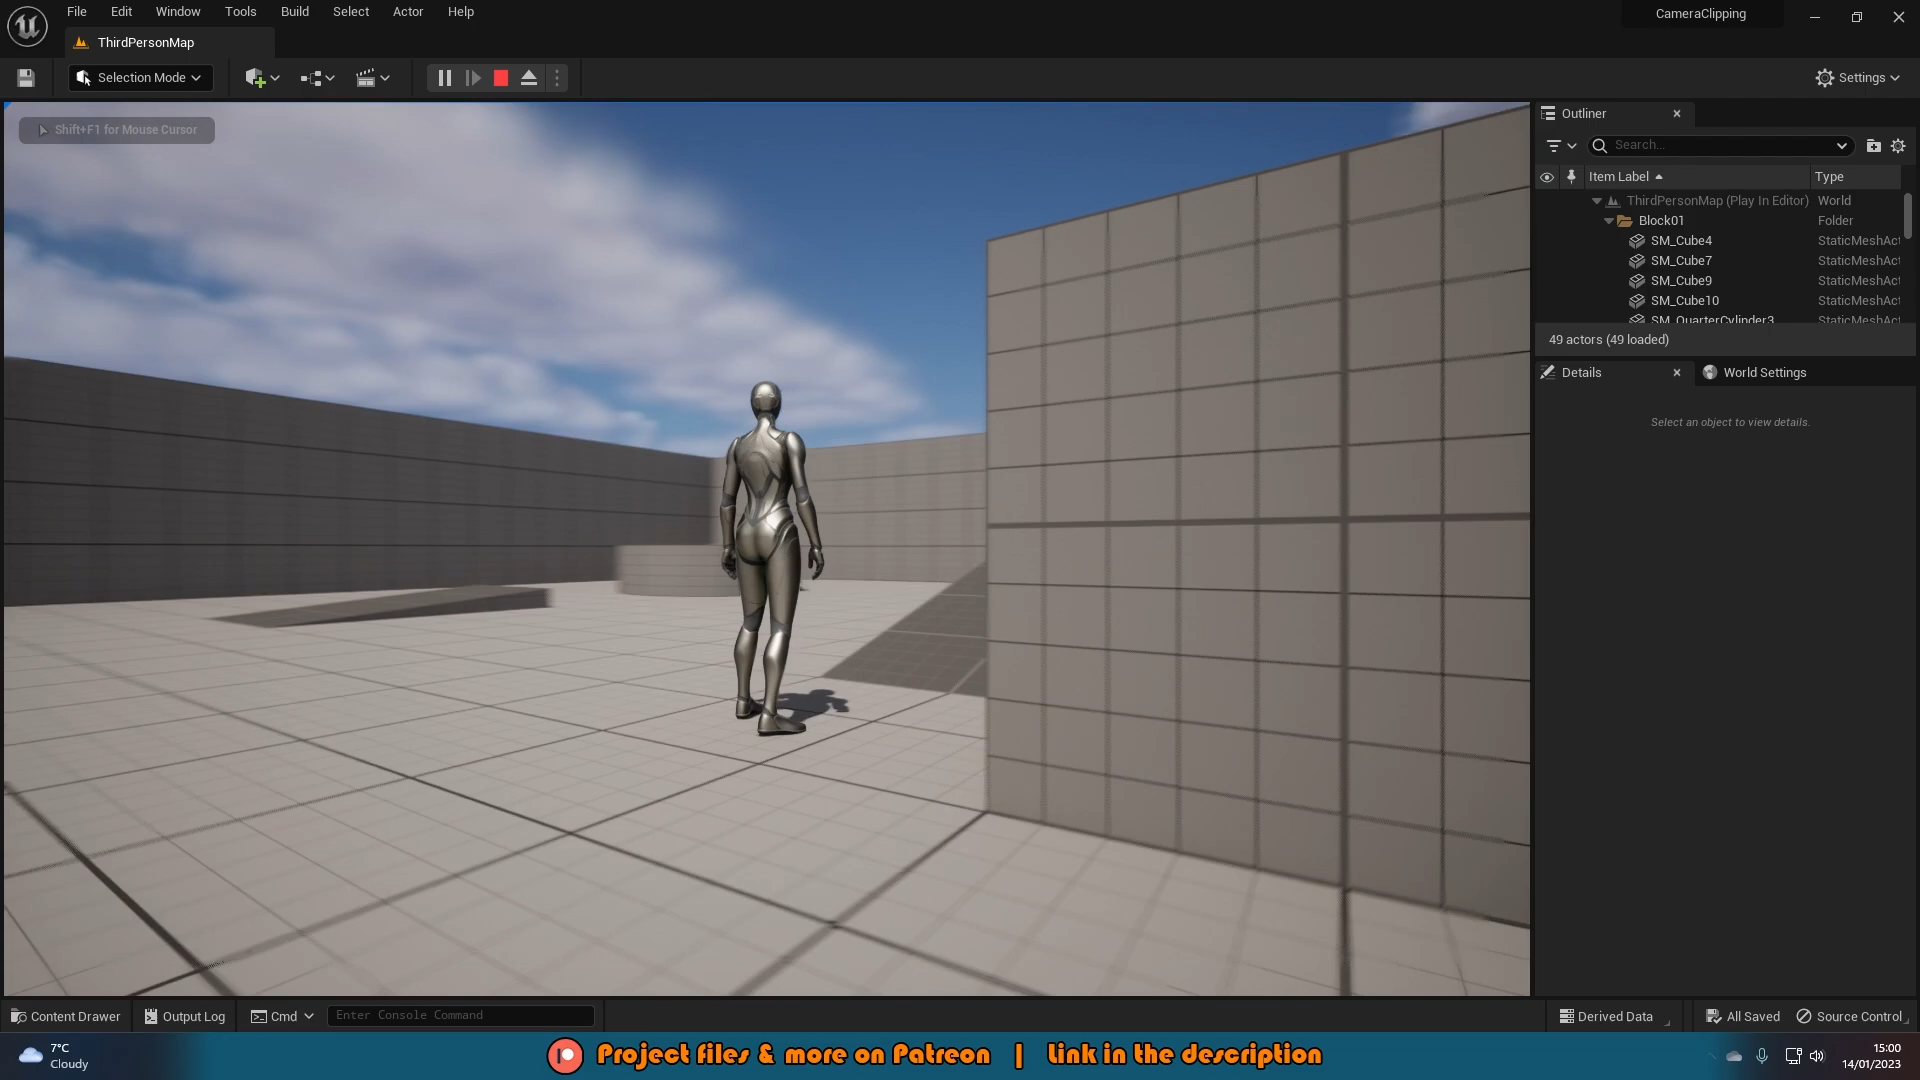 File Edit Window Tools Build Select Actor Help
CameraClipping
ThirdPersonMap
Selection Mode
Settings
Shift+F1 for Mouse Cursor
Outliner
Search...
Item Label Type
ThirdPersonMap (Play In Editor) World
Block01 Folder
SM_Cube4 StaticMeshAct
SM_Cube7 StaticMeshAct
SM_Cube9 StaticMeshAct
SM_Cube10 StaticMeshAct
SM_QuarterCylinder3 StaticMeshAct
49 actors (49 loaded)
Details World Settings
Select an object to view details.
Content Drawer Output Log Cmd Enter Console Command Derived Data All Saved Source Control
7°C
Cloudy
Project files & more on Patreon | Link in the description
15:00
14/01/2023